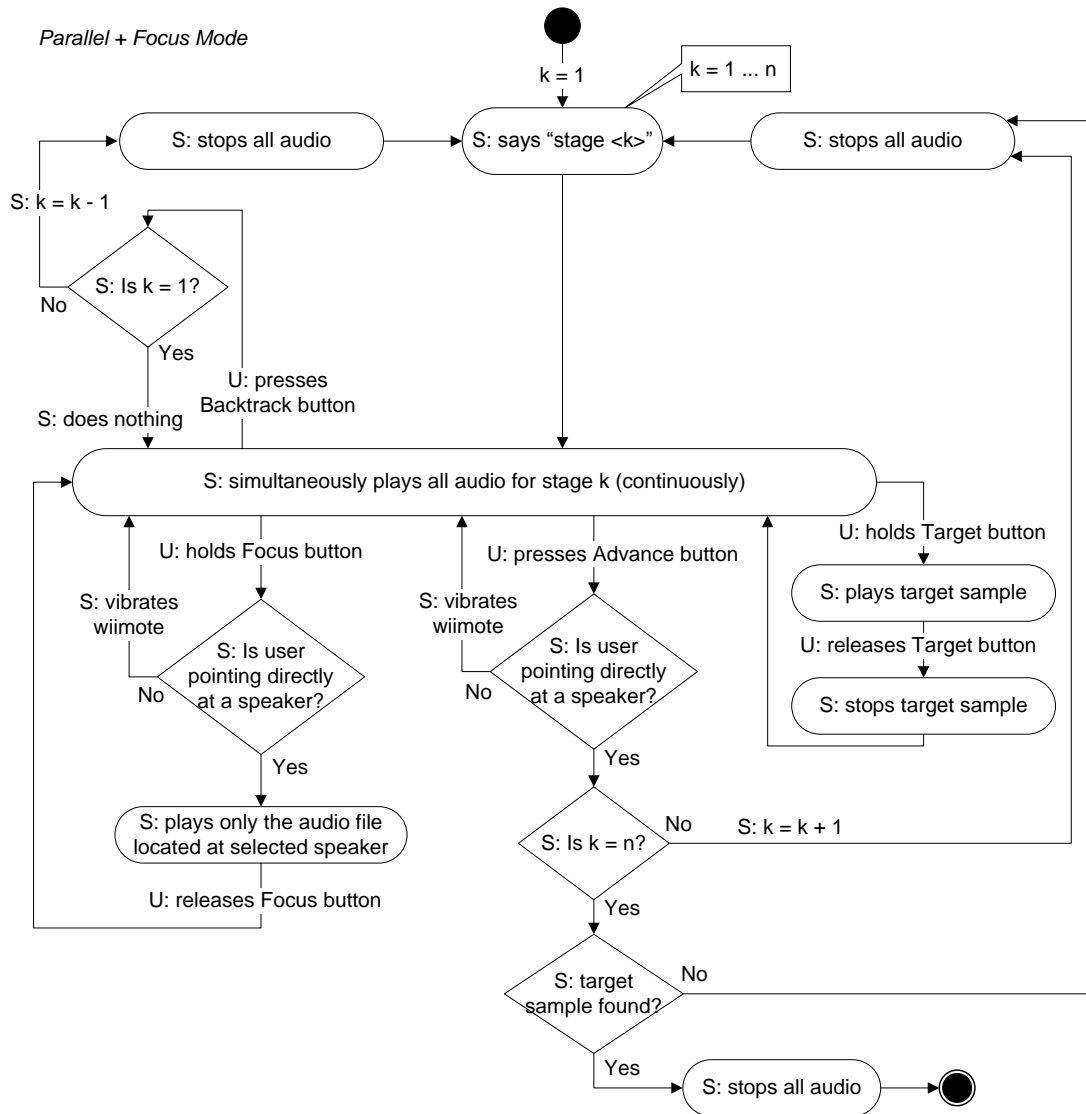 Parallel + Focus Mode
k = 1
k = 1 ... n
S: stops all audio
S: says “stage <k>”
S: stops all audio
S: k = k - 1
S: Is k = 1?
No
Yes
U: presses
Backtrack button
S: does nothing
S: simultaneously plays all audio for stage k (continuously)
U: holds Focus button
U: presses Advance button
U: holds Target button
S: vibrates
wiimote
S: vibrates
wiimote
S: plays target sample
S: Is user
pointing directly
at a speaker?
No
S: Is user
pointing directly
at a speaker?
No
U: releases Target button
S: stops target sample
Yes
Yes
S: plays only the audio file
located at selected speaker
S: Is k = n?
No
S: k = k + 1
U: releases Focus button
Yes
S: target
sample found?
No
Yes
S: stops all audio